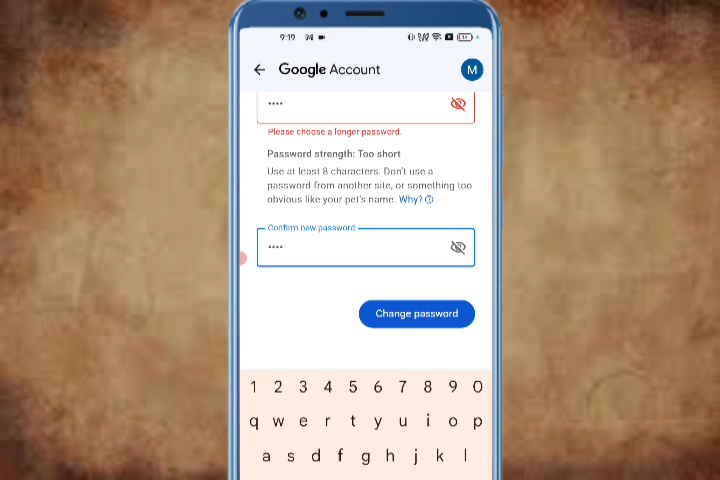 9:19
Google Account
M
••••
Please choose a longer password.
Password strength: Too short
Use at least 8 characters. Don't use a
password from another site, or something too
obvious like your pet's name. Why?
Confirm new password
••••
Change password
1 2 3 4 5 6 7 8 9 0
q w e r t y u i o p
a s d f g h j k l